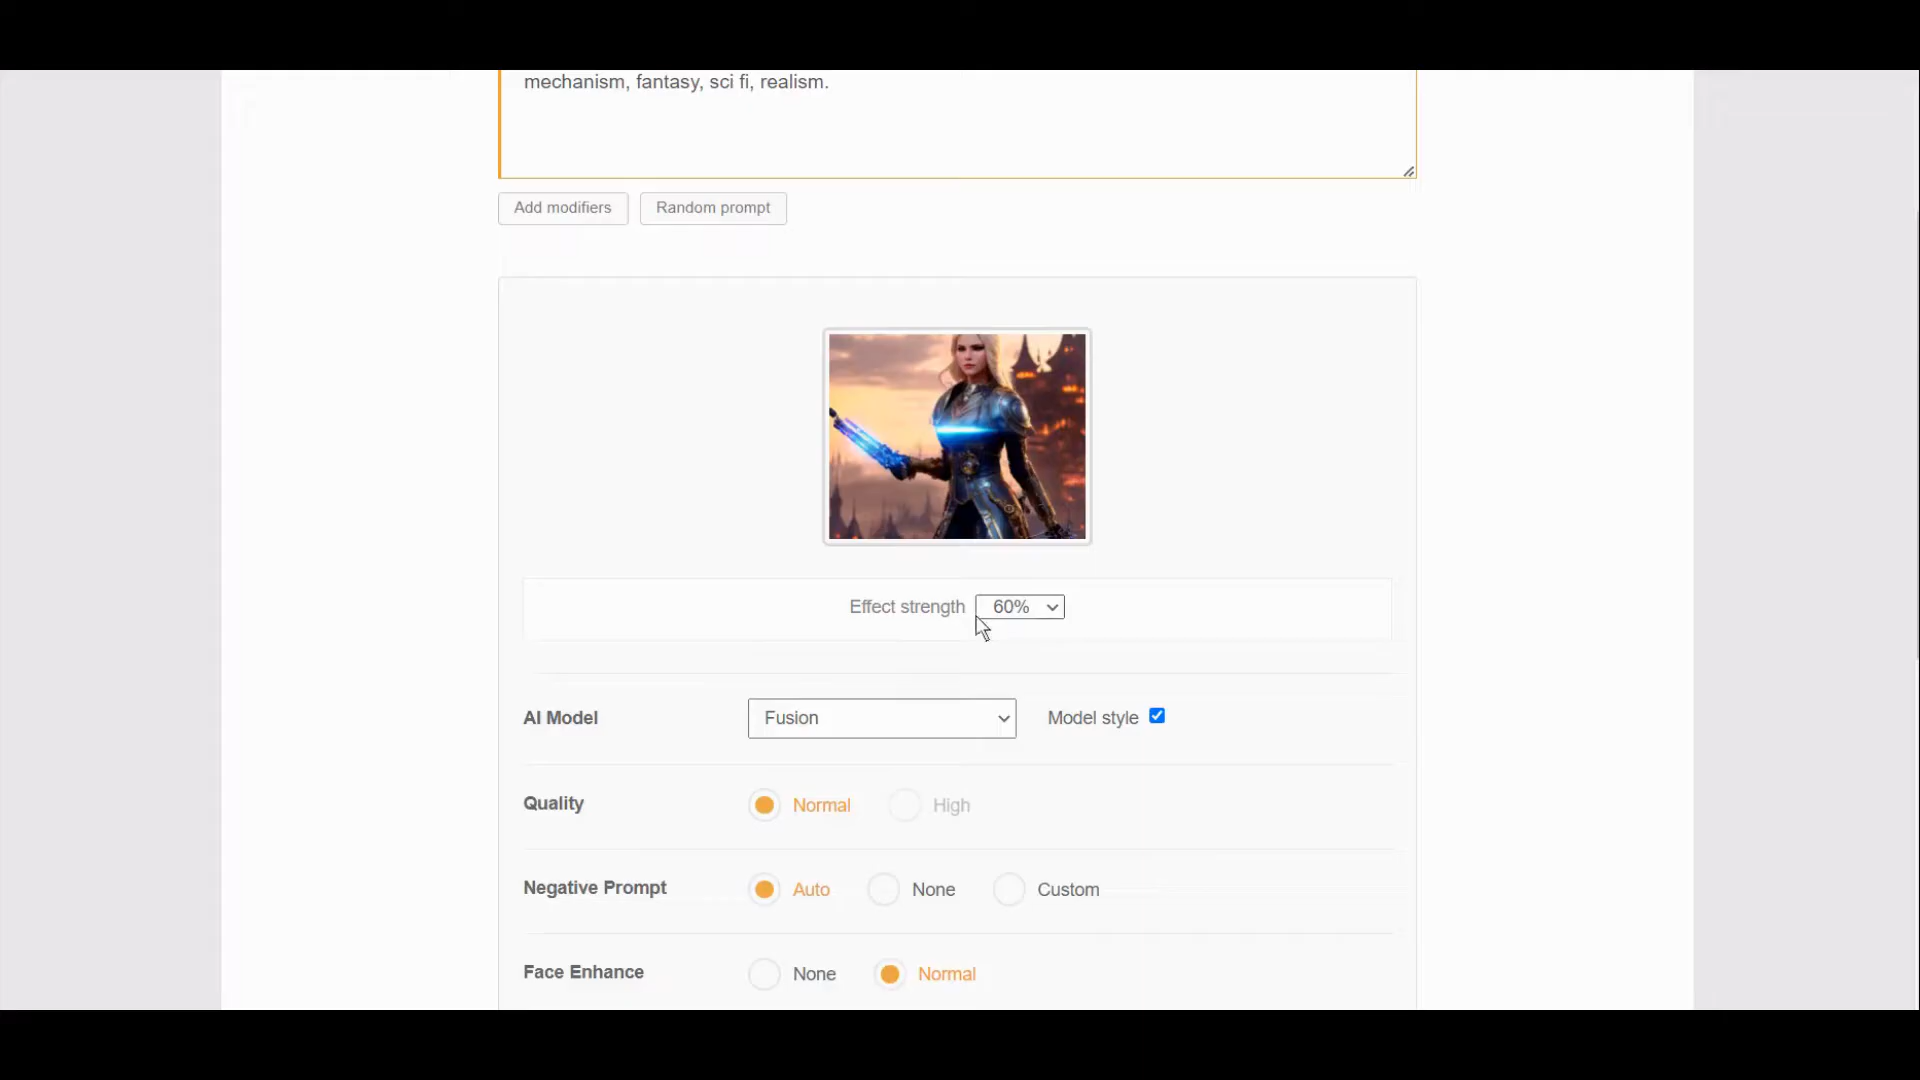 mechanism, fantasy, sci fi, realism.
Add modifiers Random prompt
Effect strength 60%
AI Model Fusion Model style
Quality Normal High
Negative Prompt Auto None Custom
Face Enhance None Normal